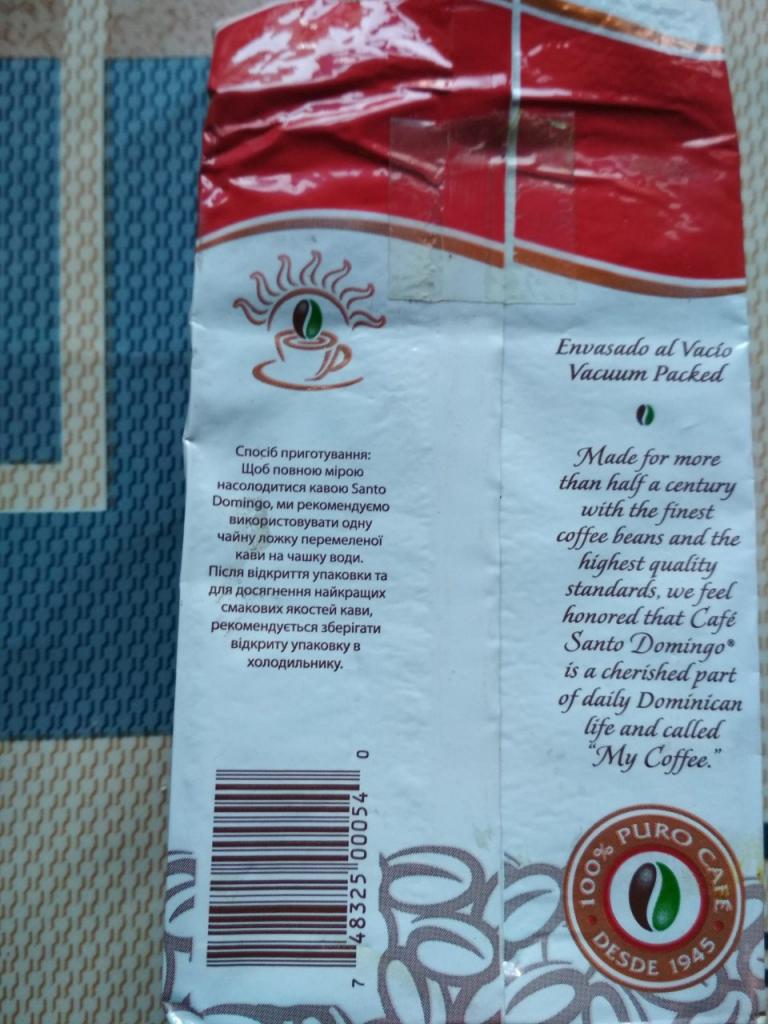 Спосіб приготування:
Щоб повною мірою
насолодитися кавою Santo
Domingo, ми рекомендуємо
використовувати одну
чайну ложку перемеленої
кави на чашку води.
Після відкриття упаковки та
для досягнення найкращих
смакових якостей кави,
рекомендується зберігати
відкриту упаковку в
холодильнику.
7 48325 00054 0
Envasado al Vacío
Vacuum Packed
Made for more
than half a century
with the finest
coffee beans and the
highest quality
standards, we feel
honored that Café
Santo Domingo®
is a cherished part
of daily Dominican
life and called
"My Coffee."
100% PURO CAFÉ
DESDE 1945